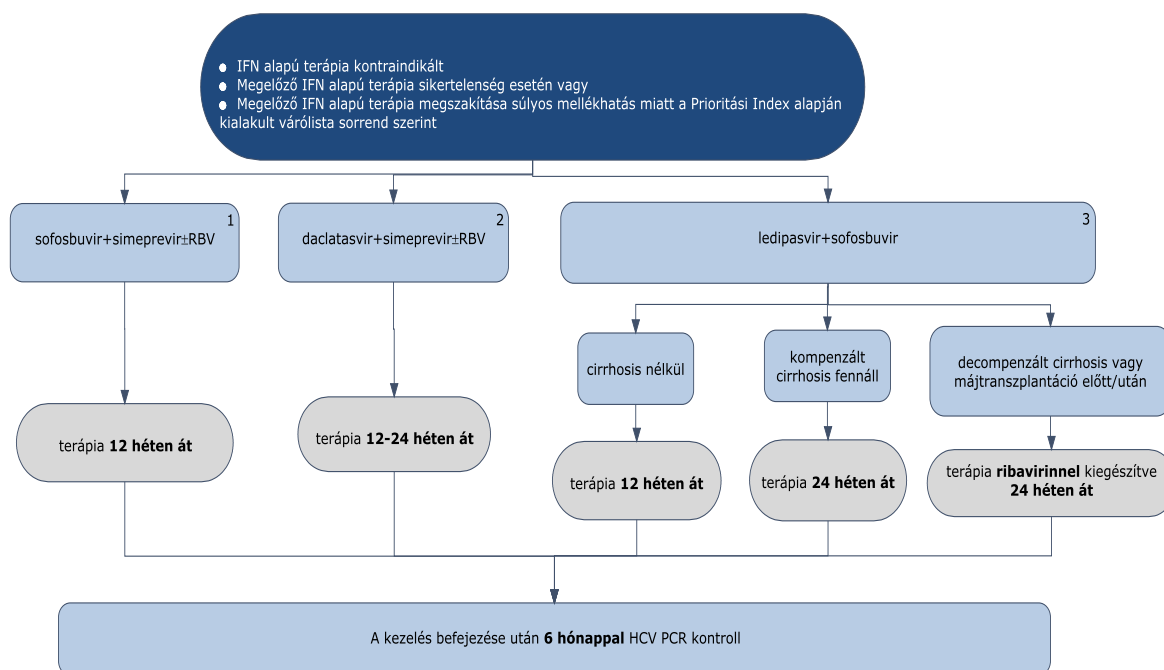 ● IFN alapú terápia kontraindikált
● Megelőző IFN alapú terápia sikertelenség esetén vagy
● Megelőző IFN alapú terápia megszakítása súlyos mellékhatás miatt a Prioritási Index alapján
kialakult várólista sorrend szerint
1
sofosbuvir+simeprevir±RBV
2
daclatasvir+simeprevir±RBV
3
ledipasvir+sofosbuvir
cirrhosis nélkül
kompenzált
cirrhosis fennáll
decompenzált cirrhosis vagy
májtranszplantáció előtt/után
terápia 12 héten át
terápia 12-24 héten át
terápia 12 héten át
terápia 24 héten át
terápia ribavirinnel kiegészítve
24 héten át
A kezelés befejezése után 6 hónappal HCV PCR kontroll